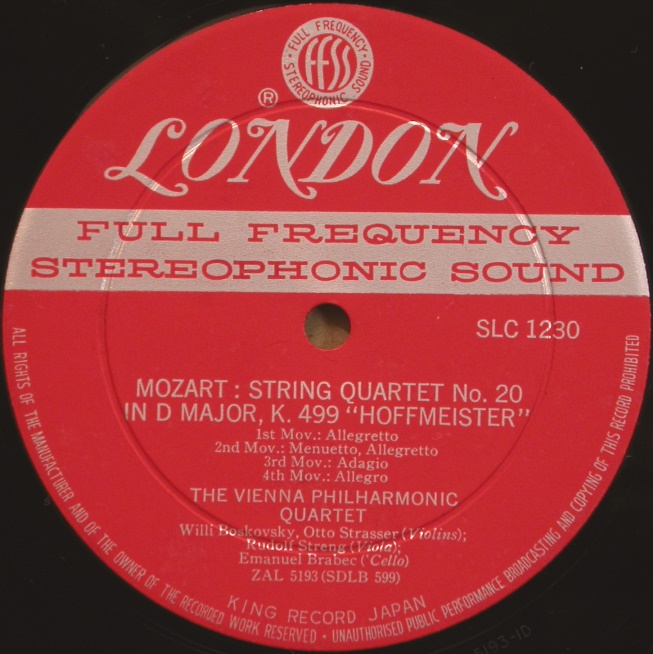 FULL FREQUENCY
FFSS
STEREOPHONIC SOUND
®
LONDON
FULL FREQUENCY
STEREOPHONIC SOUND
SLC 1230
MOZART : STRING QUARTET No. 20
IN D MAJOR, K. 499 “HOFFMEISTER”
1st Mov.: Allegretto
2nd Mov.: Menuetto, Allegretto
3rd Mov.: Adagio
4th Mov.: Allegro
THE VIENNA PHILHARMONIC
QUARTET
Willi Boskovsky, Otto Strasser (Violins);
Rudolf Streng (Viola);
Emanuel Brabec (’Cello)
ZAL 5193 (SDLB 599)
KING RECORD JAPAN
ALL RIGHTS OF THE MANUFACTURER AND OF THE OWNER OF THE RECORDED WORK RESERVED · UNAUTHORISED PUBLIC PERFORMANCE BROADCASTING AND COPYING OF THIS RECORD PROHIBITED